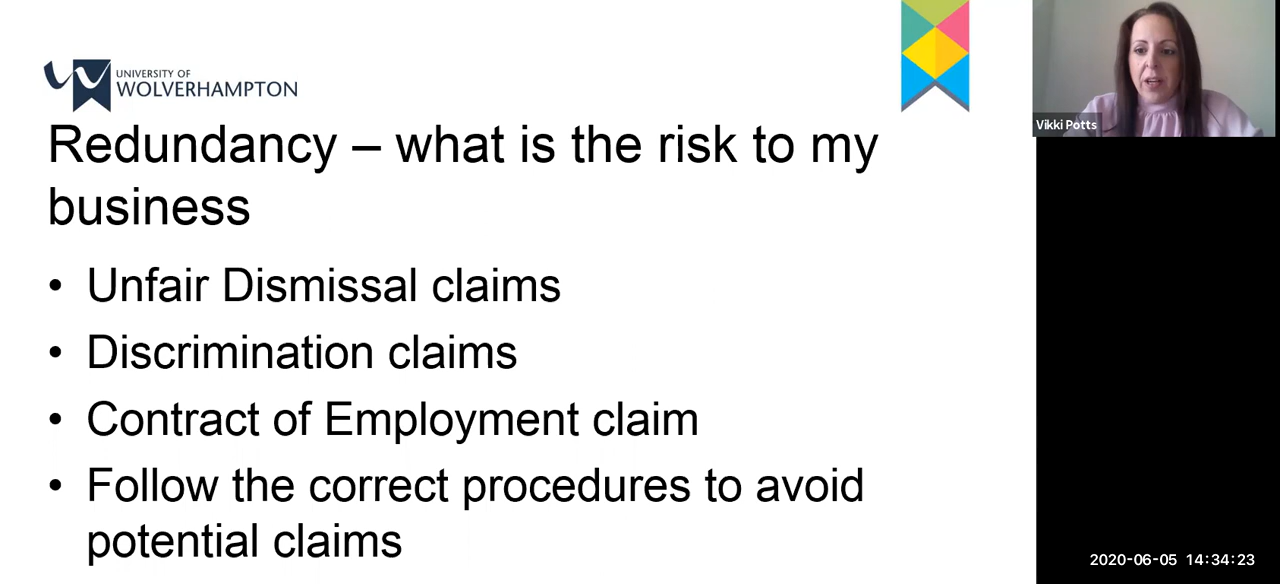 UNIVERSITY OF
WOLVERHAMPTON
Redundancy – what is the risk to my
business
• Unfair Dismissal claims
• Discrimination claims
• Contract of Employment claim
• Follow the correct procedures to avoid
potential claims
Vikki Potts
2020-06-05 14:34:23